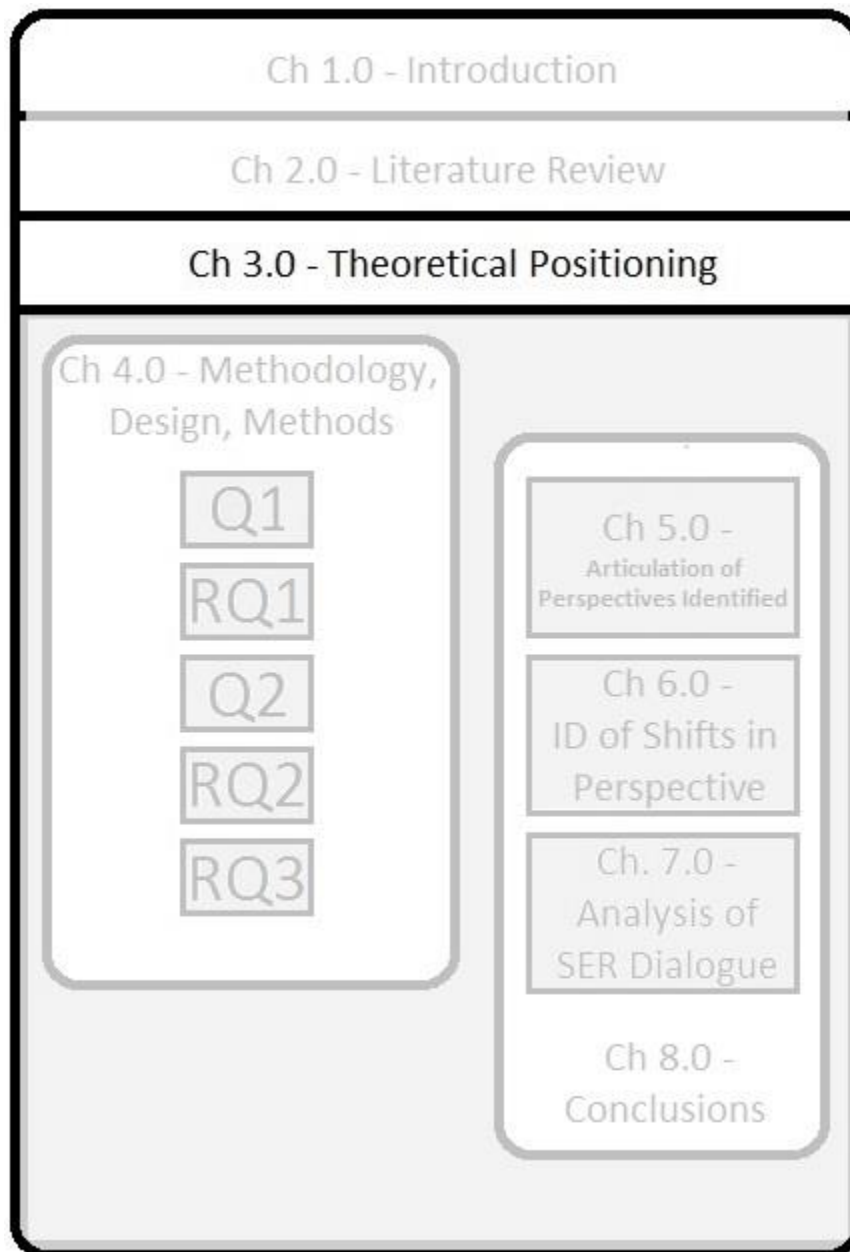 Ch 1.0 - Introduction
Ch 2.0 - Literature Review
Ch 3.0 - Theoretical Positioning
Ch 4.0 - Methodology,
Design, Methods
Q1
RQ1
Q2
RQ2
RQ3
Ch 5.0 -
Articulation of
Perspectives Identified
Ch 6.0 -
ID of Shifts in
Perspective
Ch. 7.0 -
Analysis of
SER Dialogue
Ch 8.0 -
Conclusions